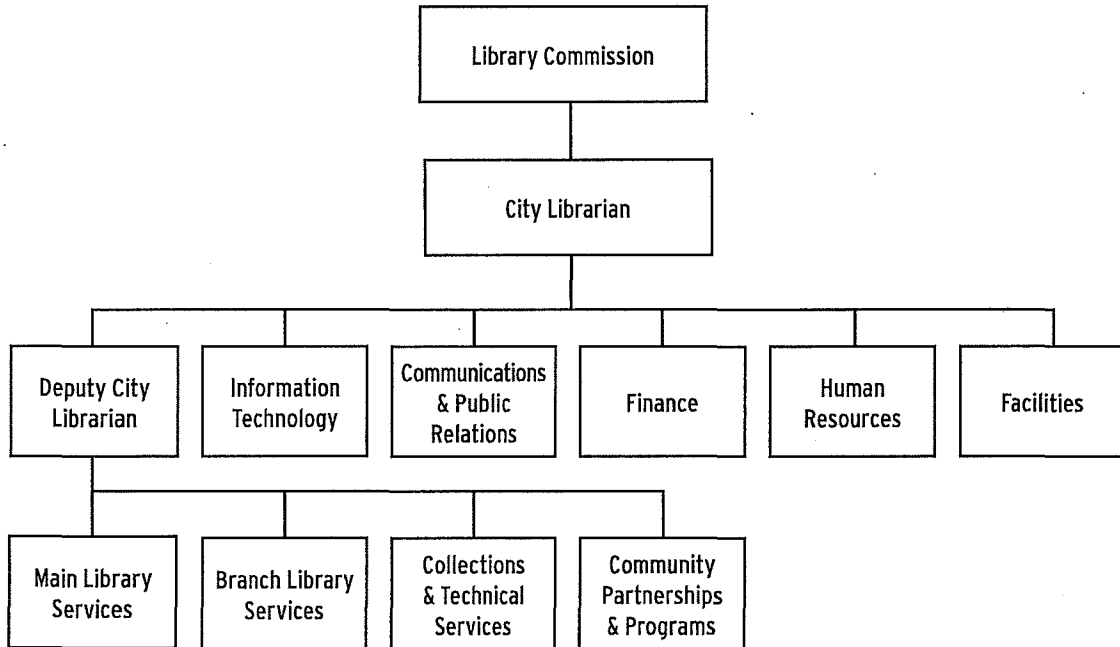 Library Commission
City Librarian
Deputy City
Librarian
Information
Technology
Communications
& Public
Relations
Finance
Human
Resources
Facilities
Main Library
Services
Branch Library
Services
Collections
& Technical
Services
Community
Partnerships
& Programs